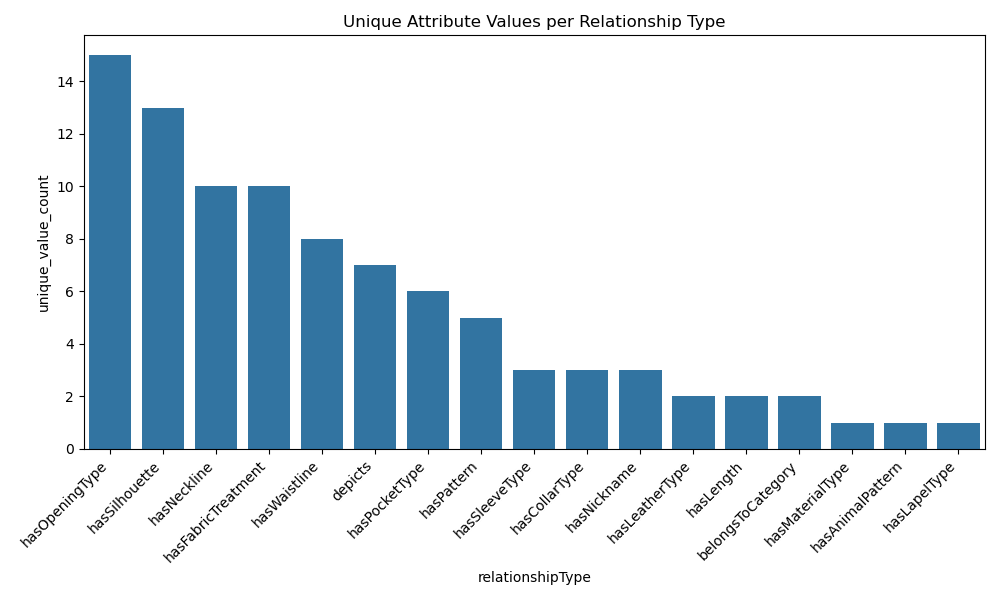 Unique Attribute Values per Relationship Type
unique_value_count
14
12
10
8
6
4
2
0
hasOpeningType
hasSilhouette
hasNeckline
hasFabricTreatment
hasWaistline
depicts
hasPocketType
hasPattern
hasSleeveType
hasCollarType
hasNickname
hasLeatherType
hasLength
belongsToCategory
hasMaterialType
hasAnimalPattern
hasLapelType
relationshipType